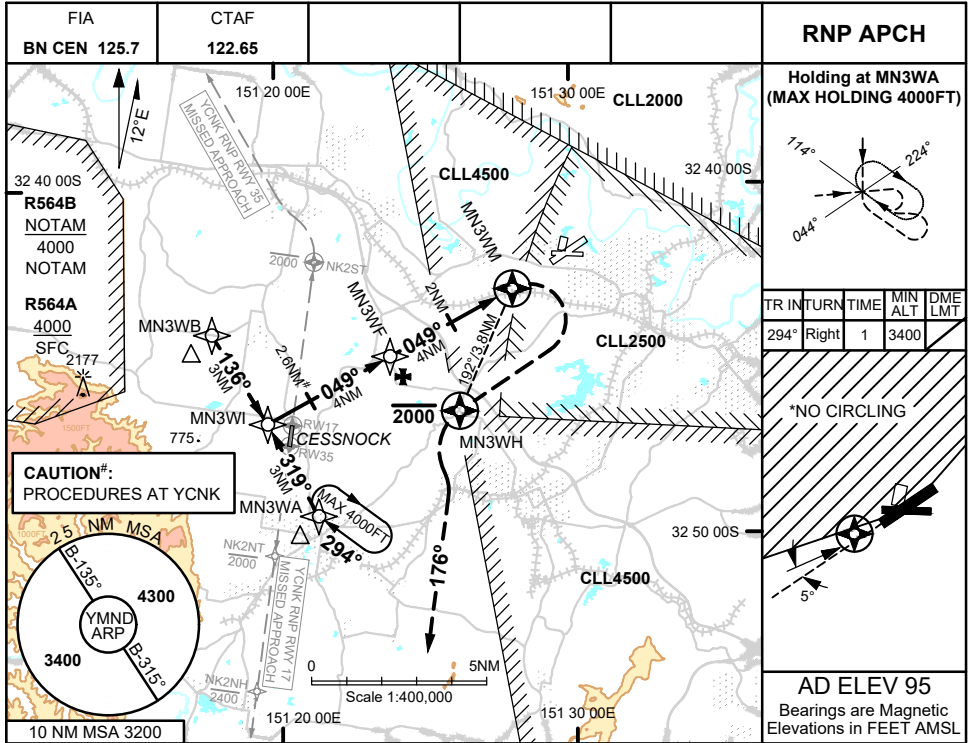 FIA
BN CEN 125.7
CTAF
122.65
RNP APCH
12°E
YCNK RNP RWY 35
MISSED APPROACH
151 20 00E
151 30 00E
CLL2000
32 40 00S
CLL4500
R564B
NOTAM
4000
NOTAM
R564A
4000
SFC
2177
1500FT
2000
NK2ST
MN3WM
MN3WF
2NM
MN3WB
136°
3NM
2.6NM#
049°
4NM
049°
4NM
192°/3.8NM
CLL2500
MN3WI
775
RW17
CESSNOCK
RW35
2000
MN3WH
319°
3NM
MN3WA
MAX 4000FT
294°
CAUTION#:
PROCEDURES AT YCNK
1000FT
25 NM MSA
B-135°
4300
YMND
ARP
3400
B-315°
10 NM MSA 3200
NK2NT
2000
YCNK RNP RWY 17
MISSED APPROACH
NK2NH
2400
176°
32 50 00S
CLL4500
0
5NM
Scale 1:400,000
151 20 00E
151 30 00E
Holding at MN3WA
(MAX HOLDING 4000FT)
114°
224°
044°
TR IN
TURN
TIME
MIN ALT
DME LMT
294°
Right
1
3400
*NO CIRCLING
5°
AD ELEV 95
Bearings are Magnetic
Elevations in FEET AMSL